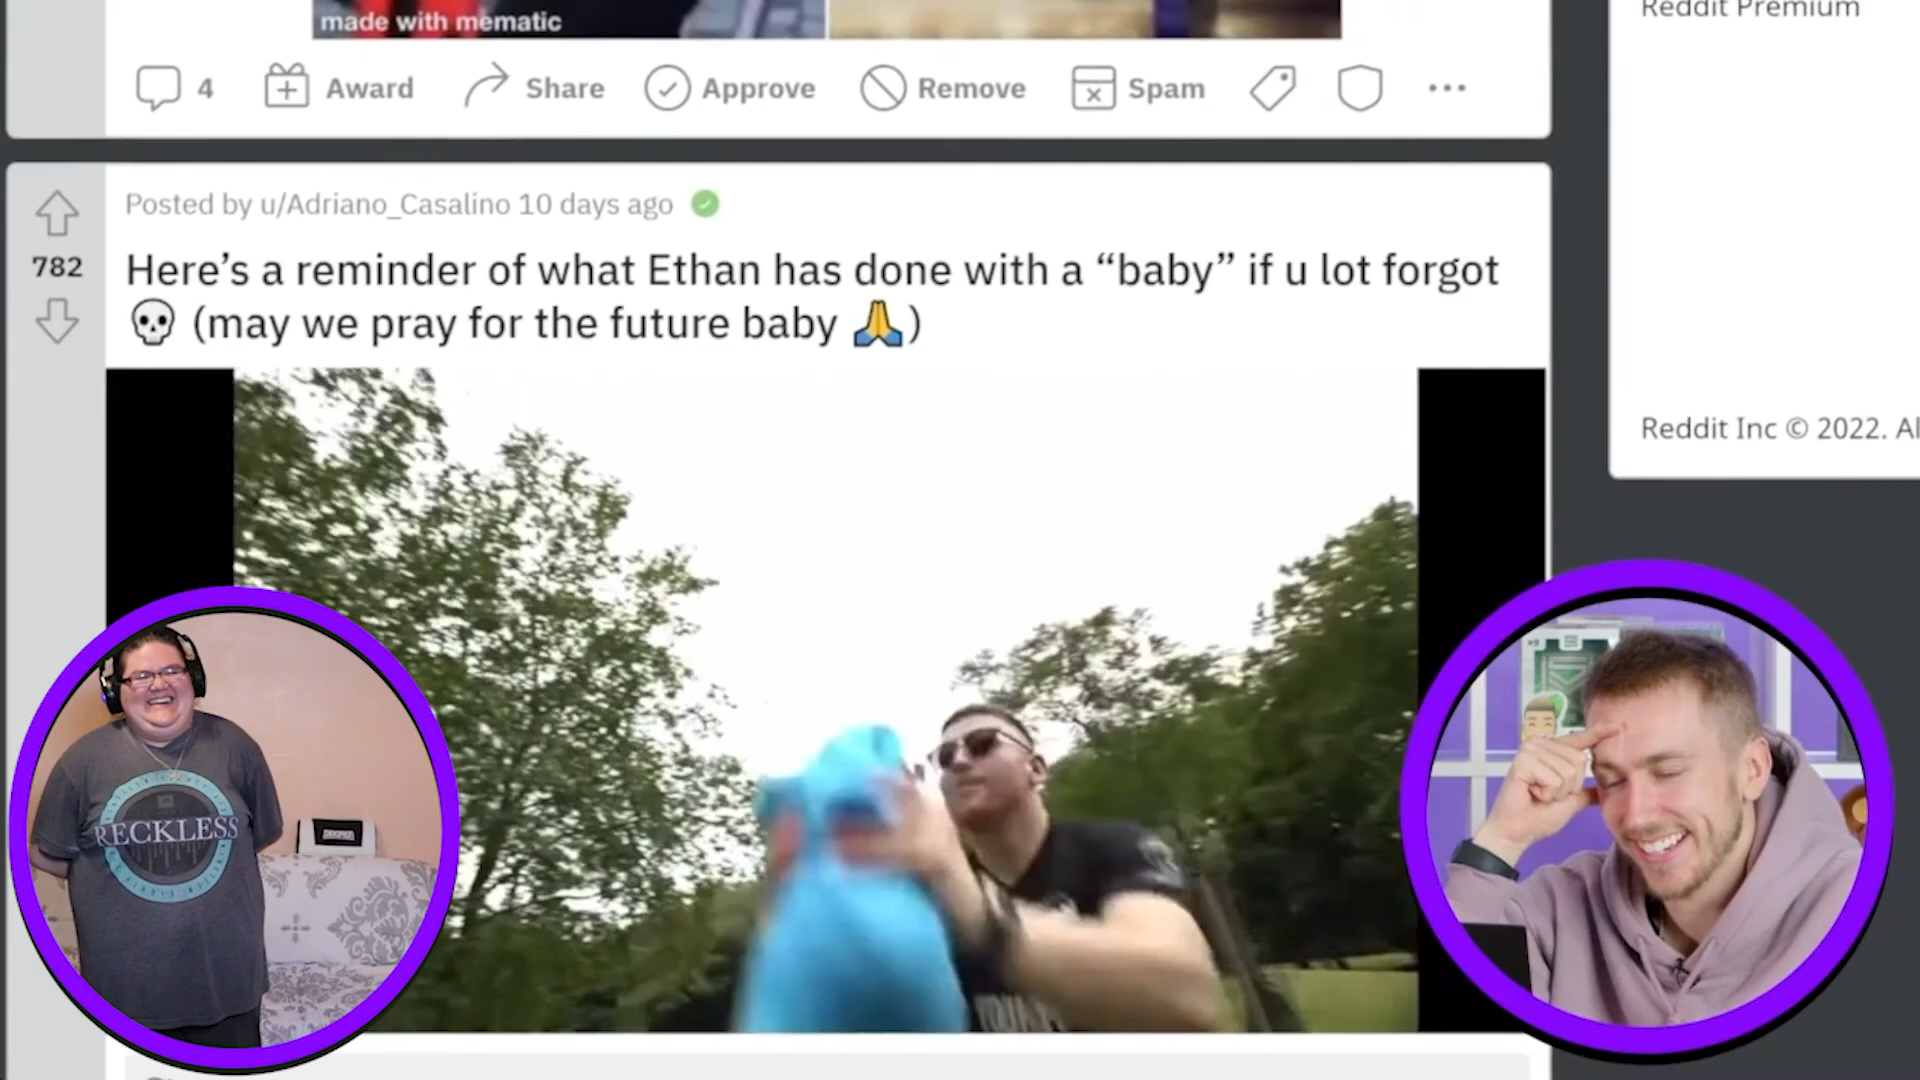 Reddit Premium
made with mematic
4 Award Share Approve Remove Spam
Posted by u/Adriano_Casalino 10 days ago
782
Here’s a reminder of what Ethan has done with a “baby” if u lot forgot
💀 (may we pray for the future baby 🙏)
Reddit Inc © 2022. Al
RECKLESS